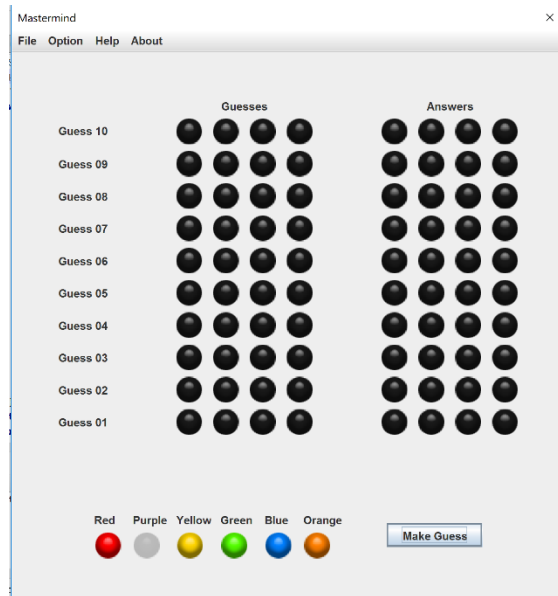 Mastermind
File Option Help About
Guesses Answers
Guess 10
Guess 09
Guess 08
Guess 07
Guess 06
Guess 05
Guess 04
Guess 03
Guess 02
Guess 01
Red Purple Yellow Green Blue Orange
Make Guess